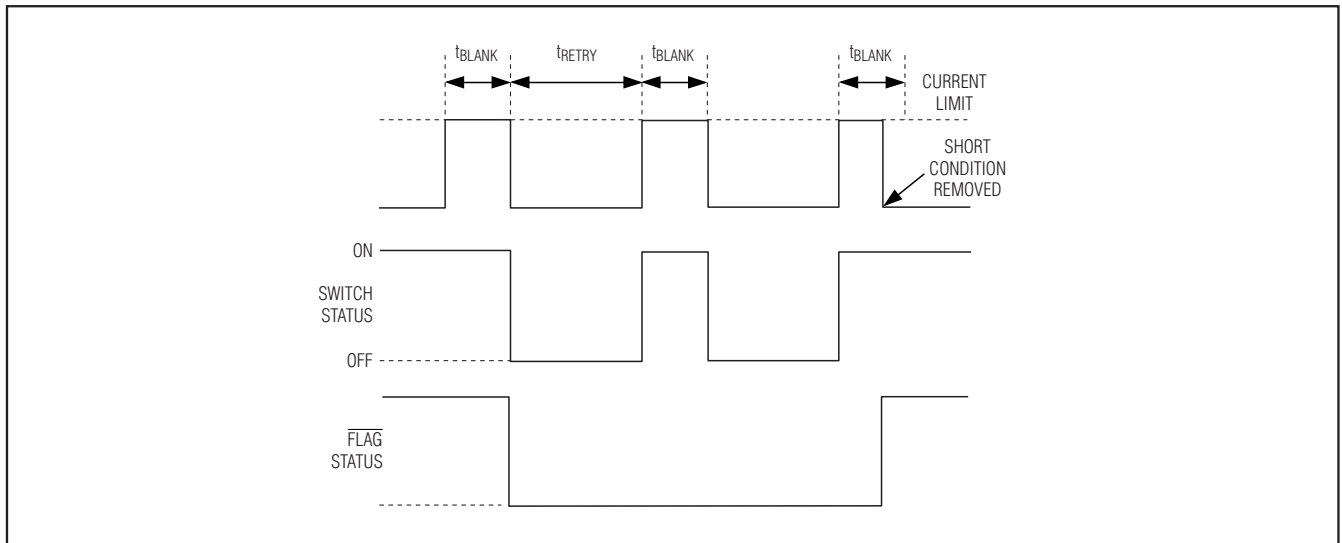 tBLANK
tRETRY
tBLANK
tBLANK
CURRENT
LIMIT
SHORT
CONDITION
REMOVED
ON
SWITCH
STATUS
OFF
FLAG
STATUS